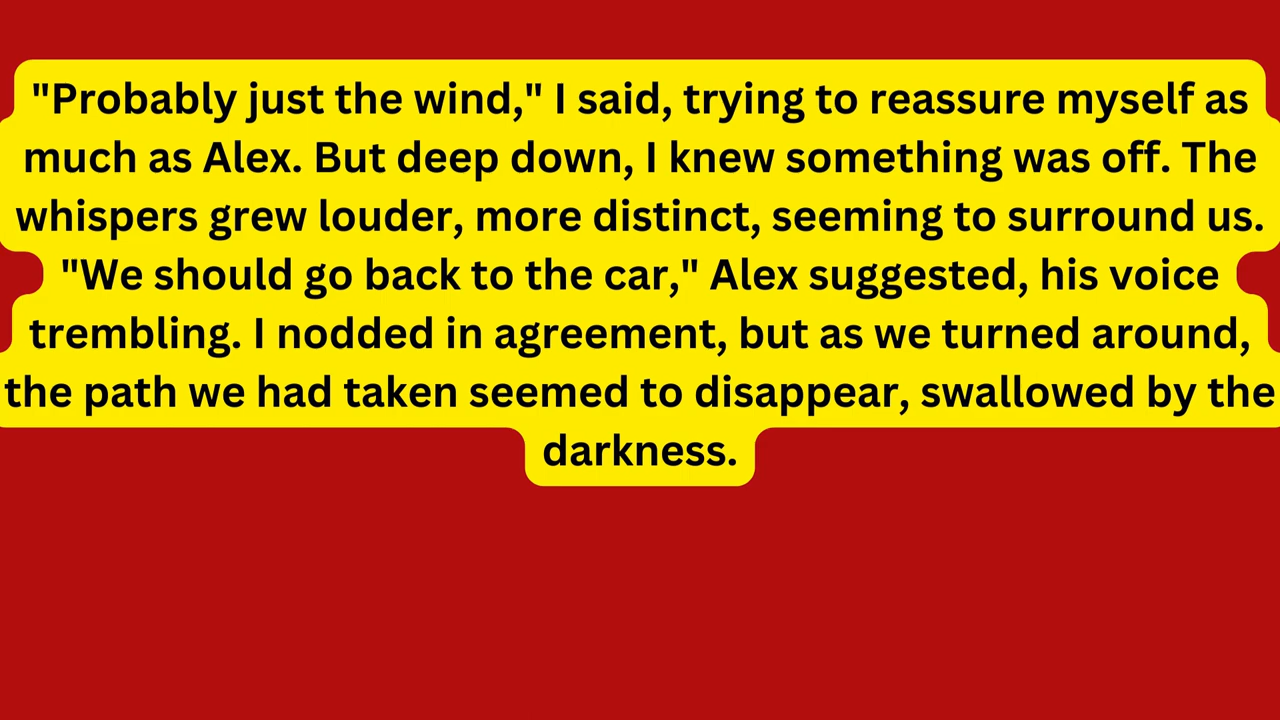 "Probably just the wind," I said, trying to reassure myself as
much as Alex. But deep down, I knew something was off. The
whispers grew louder, more distinct, seeming to surround us.
"We should go back to the car," Alex suggested, his voice
trembling. I nodded in agreement, but as we turned around,
the path we had taken seemed to disappear, swallowed by the
darkness.